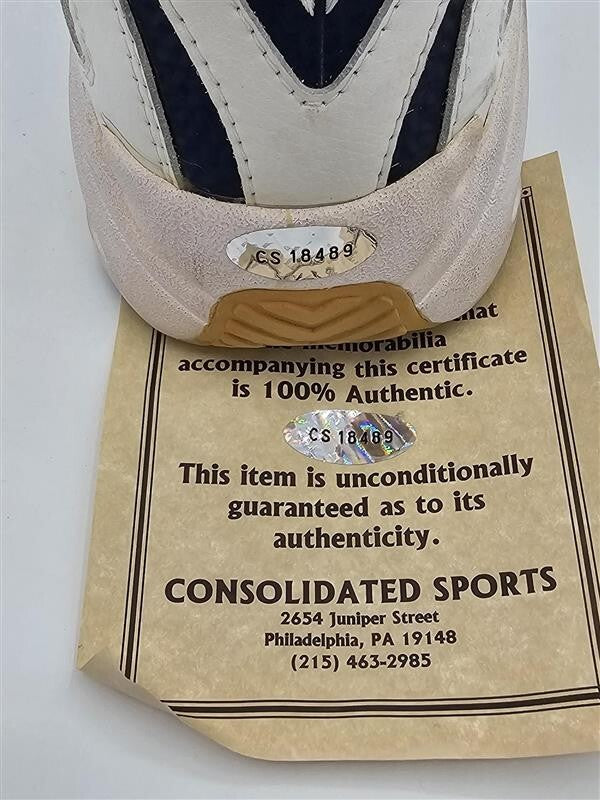 CS 18489
that
memorabilia
accompanying this certificate
is 100% Authentic.
CS 18489
This item is unconditionally
guaranteed as to its
authenticity.
CONSOLIDATED SPORTS
2654 Juniper Street
Philadelphia, PA 19148
(215) 463-2985